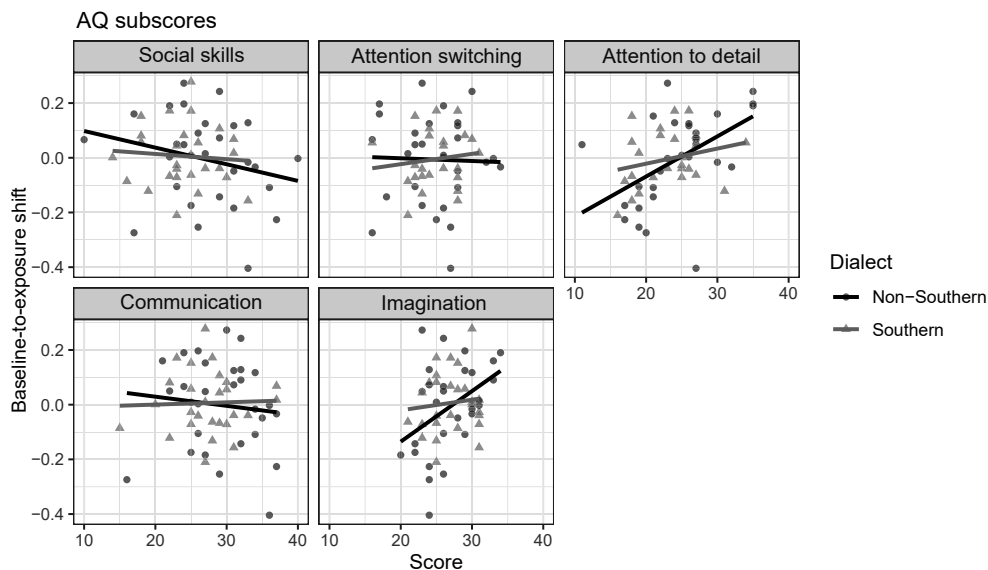 AQ subscores
Social skills
Attention switching
Attention to detail
0.2
0.0
−0.2
−0.4
10 20 30 40
Communication
Imagination
0.2
0.0
−0.2
−0.4
10 20 30 40
10 20 30 40
Baseline-to-exposure shift
Score
Dialect
Non−Southern
Southern